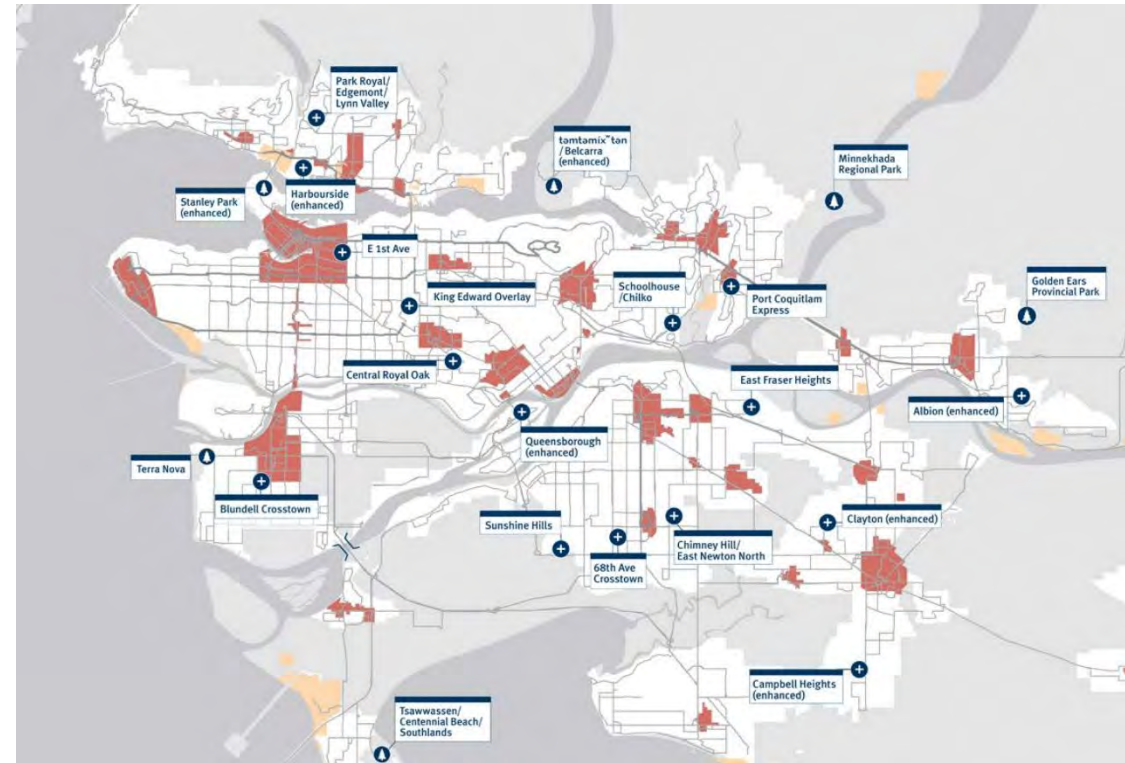 Park Royal/
Edgemont/
Lynn Valley
təmtəmíxʷtən
/Belcarra
(enhanced)
Minnekhada
Regional Park
Stanley Park
(enhanced)
Harbourside
(enhanced)
E 1st Ave
King Edward Overlay
Schoolhouse
/Chilko
Port Coquitlam
Express
Golden Ears
Provincial Park
Central Royal Oak
East Fraser Heights
Albion (enhanced)
Queensborough
(enhanced)
Terra Nova
Blundell Crosstown
Sunshine Hills
68th Ave
Crosstown
Chimney Hill/
East Newton North
Clayton (enhanced)
Campbell Heights
(enhanced)
Tsawwassen/
Centennial Beach/
Southlands